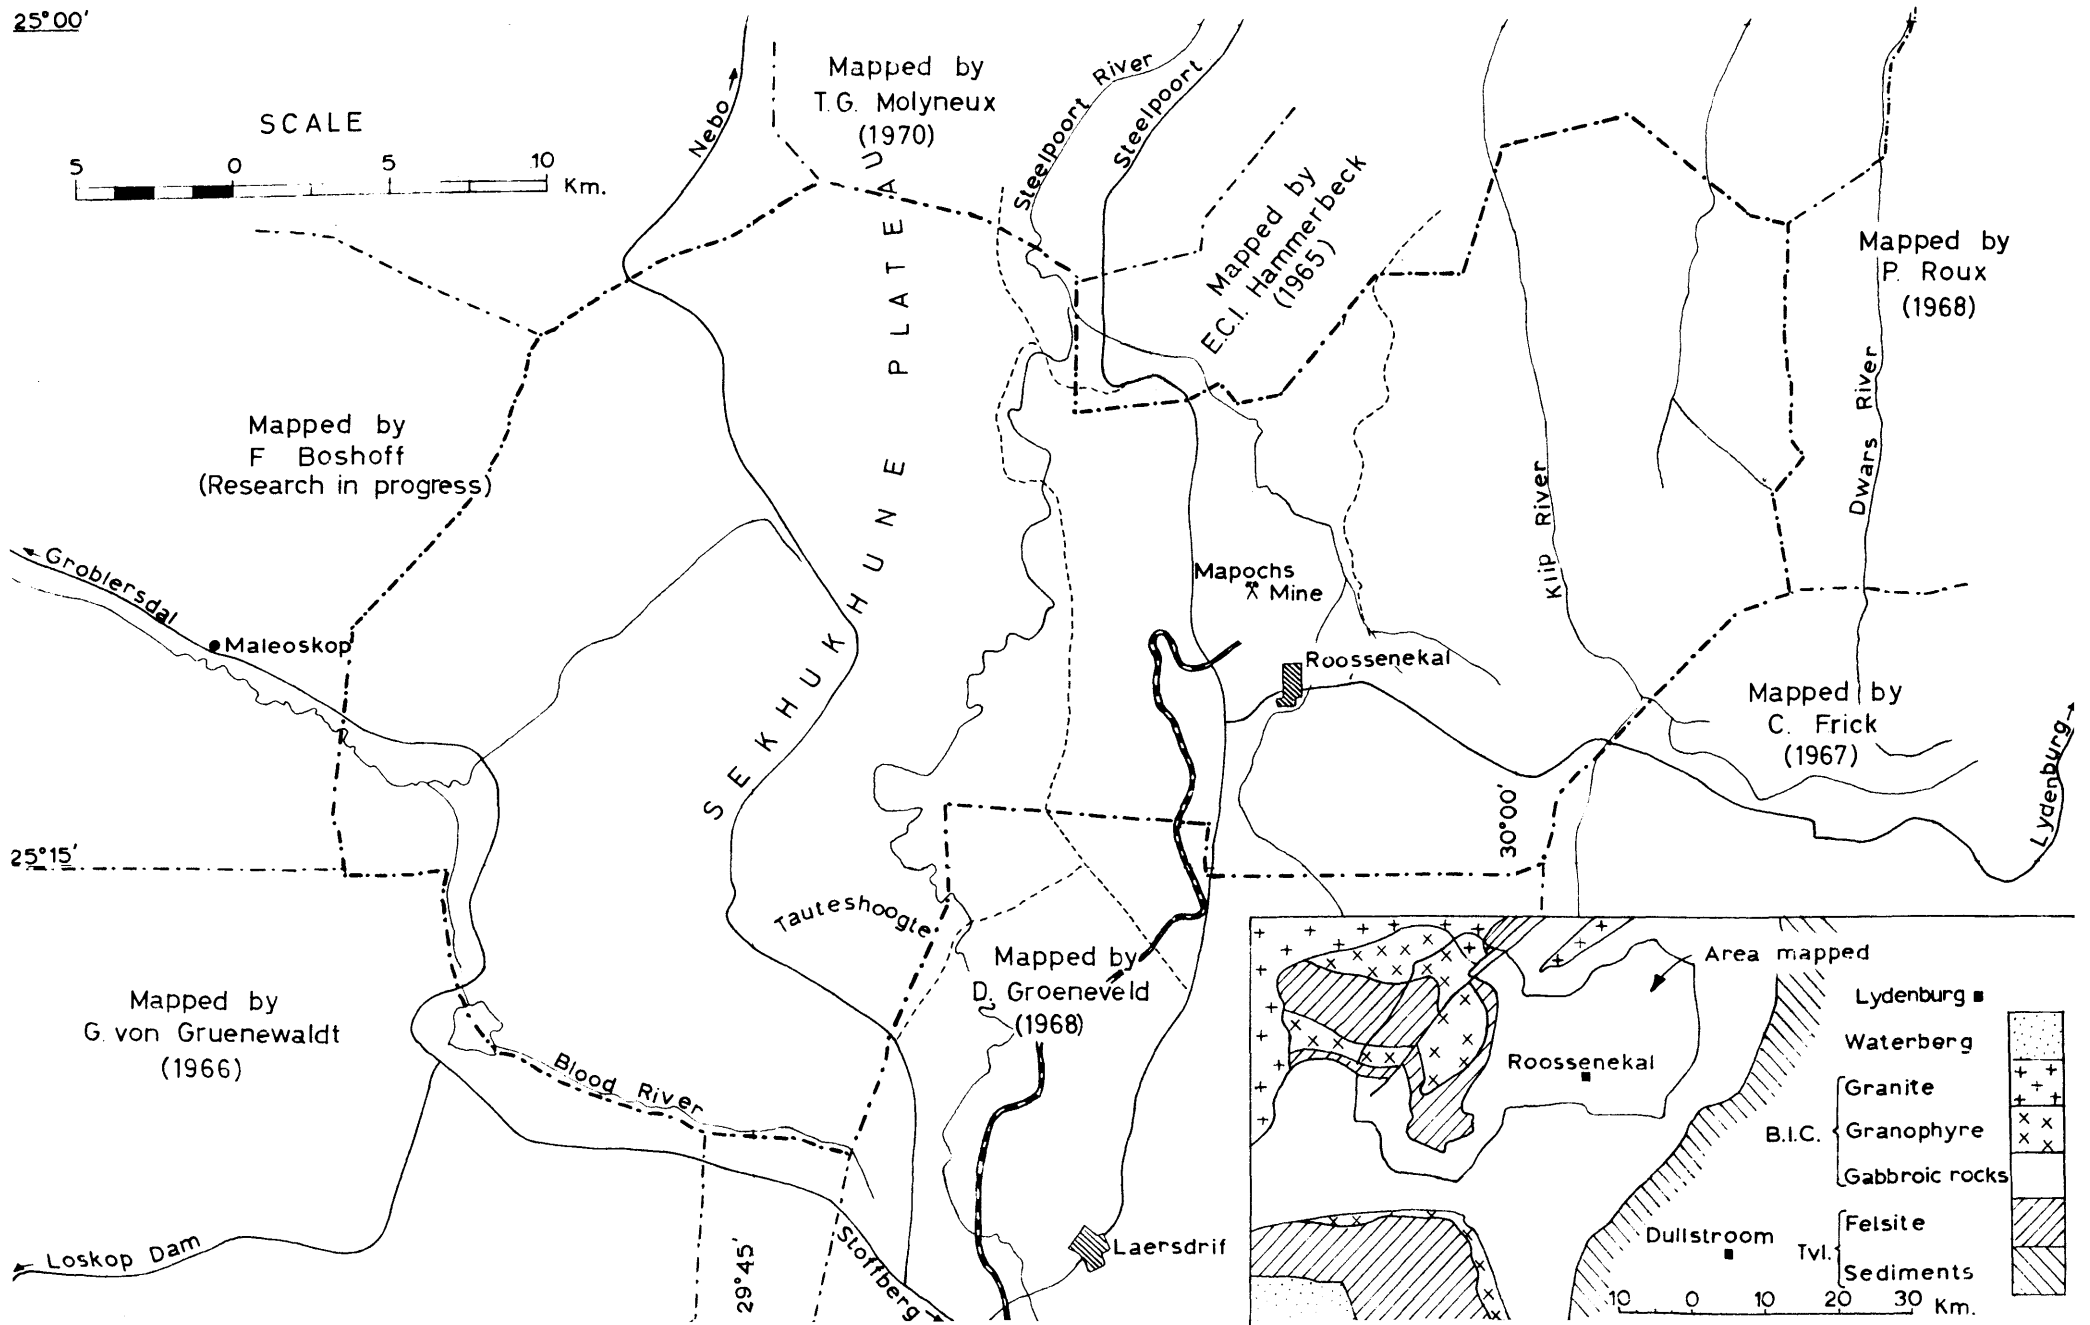 25°00'
SCALE
5 0 5 10 Km.
Nebo
Mapped by
T.G. Molyneux
(1970)
Steelpoort River
Steelpoort
Mapped by
E.C.I. Hammerbeck
(1965)
Mapped by
P. Roux
(1968)
Mapped by
F Boshoff
(Research in progress)
SEKHUKHUNE PLATEAU
Klip River
Dwars River
Groblersdal
Maleoskop
Mapochs
Mine
Roossenekal
Mapped by
C. Frick
(1967)
Lydenburg
30°00'
25°15'
Tauteshoogte
Mapped by
D. Groeneveld
(1968)
Mapped by
G. von Gruenewaldt
(1966)
Blood River
Loskop Dam
29°45'
Stoffberg
Laersdrif
Area mapped
Lydenburg
Waterberg
Roossenekal
Granite
B.I.C.
Granophyre
Gabbroic rocks
Felsite
Dullstroom
Tvl.
Sediments
10 0 10 20 30 Km.